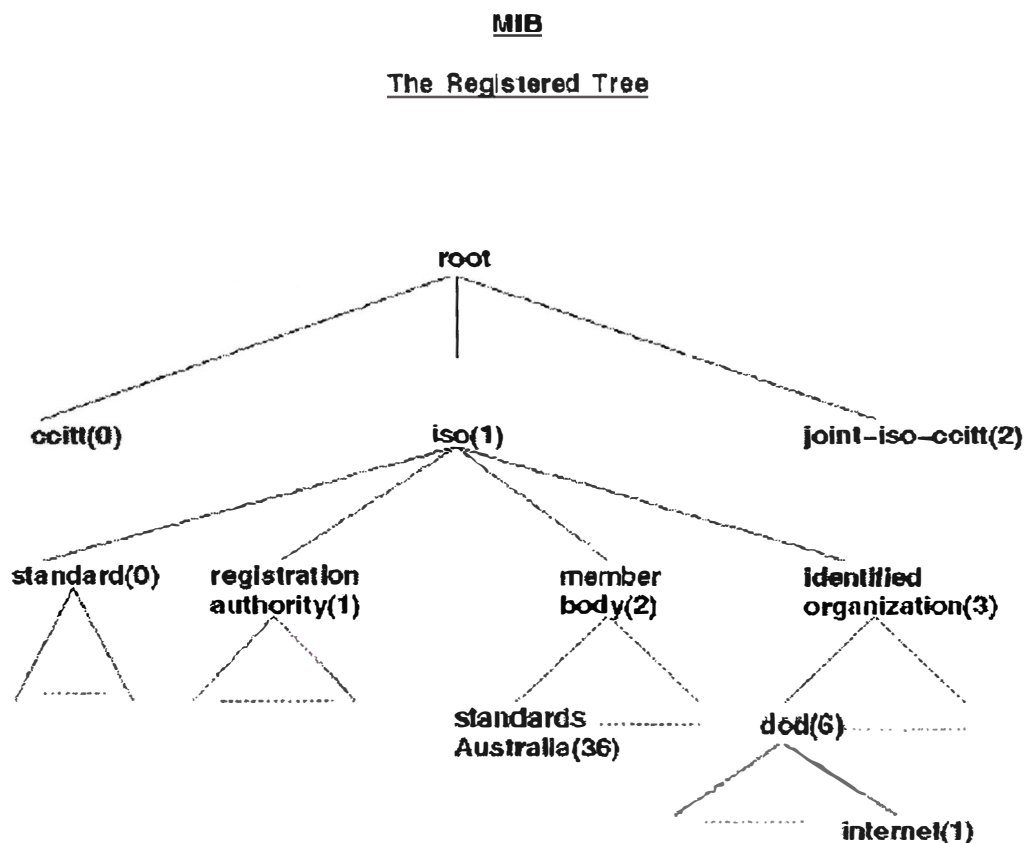 MIB
The Registered Tree
root
ccitt(0)
iso(1)
joint-iso-ccitt(2)
standard(0)
registration
authority(1)
member
body(2)
identified
organization(3)
standards
Australia(36)
dod(6)
internet(1)